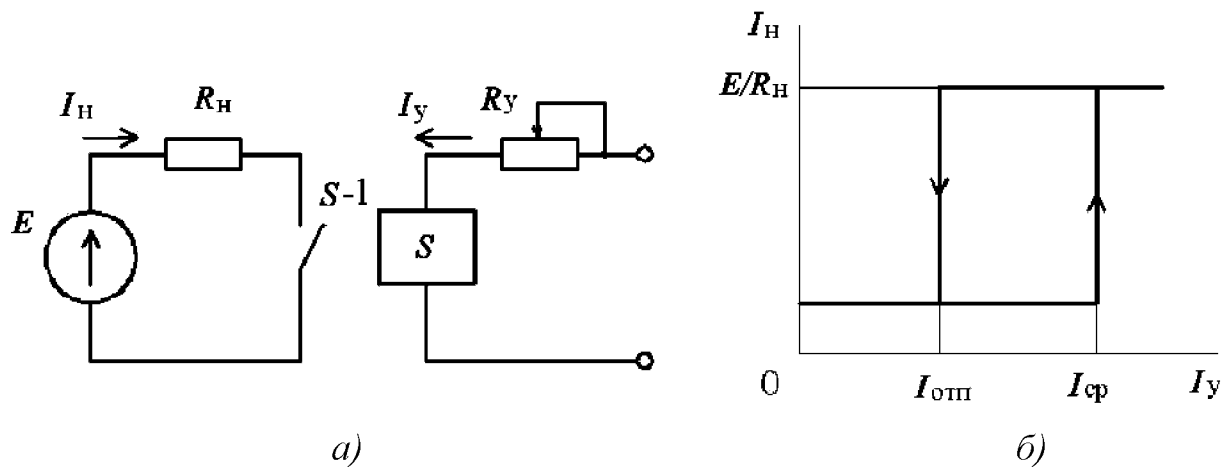 Iн
Rн
E
S-1
Iу
Rу
S
а)
Iн
E/Rн
0
Iотп
Iср
Iу
б)